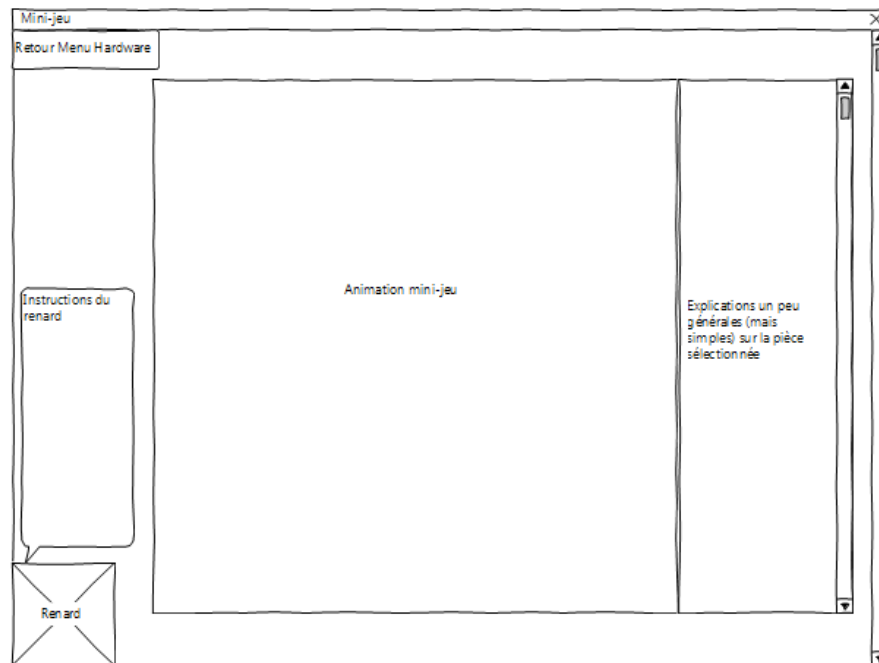 Mini-jeu
Retour Menu Hardware
Animation mini-jeu
Instructions du
renard
Explications un peu
générales (mais
simples) sur la pièce
sélectionnée
Renard